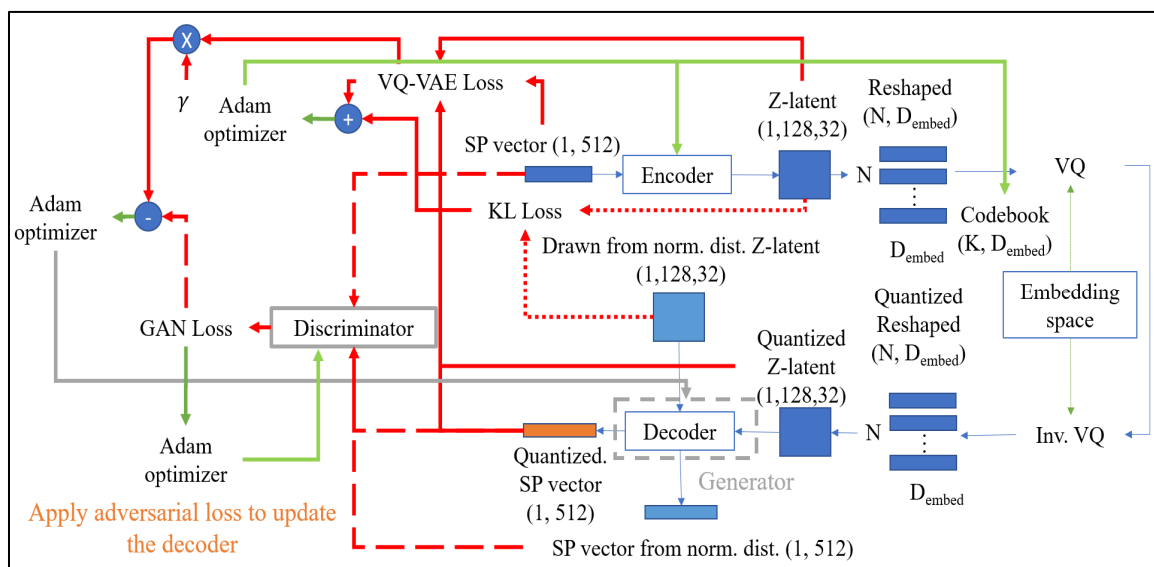 X
γ
Adam
optimizer
VQ-VAE Loss
+
SP vector (1, 512)
Encoder
Z-latent
(1,128,32)
Reshaped
(N, Dembed)
N
⋮
Dembed
VQ
Codebook
(K, Dembed)
Adam
optimizer
-
KL Loss
Drawn from norm. dist. Z-latent
(1,128,32)
Embedding
space
GAN Loss
Discriminator
Quantized
Z-latent
(1,128,32)
Quantized
Reshaped
(N, Dembed)
Decoder
Generator
N
⋮
Dembed
Inv. VQ
Adam
optimizer
Quantized.
SP vector
(1, 512)
Apply adversarial loss to update
the decoder
SP vector from norm. dist. (1, 512)